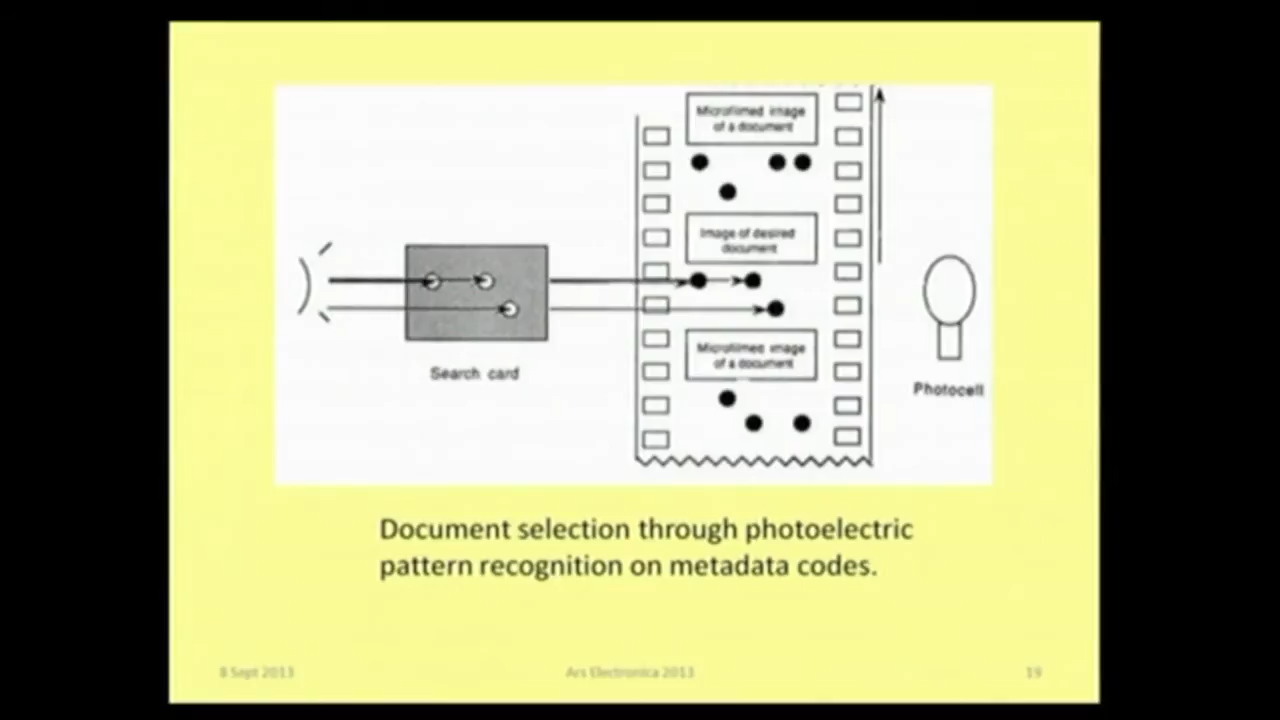 Microfilmed image
of a document
Image of desired
document
Microfilmed image
of a document
Search card
Photocell
Document selection through photoelectric
pattern recognition on metadata codes.
8 Sept 2013
Ars Electronica 2013
19